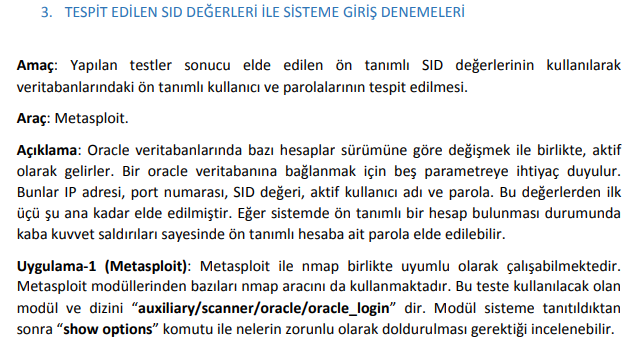 3. TESPİT EDİLEN SID DEĞERLERİ İLE SİSTEME GİRİŞ DENEMELERİ
Amaç: Yapılan testler sonucu elde edilen ön tanımlı SID değerlerinin kullanılarak
veritabanlarındaki ön tanımlı kullanıcı ve parolalarının tespit edilmesi.
Araç: Metasploit.
Açıklama: Oracle veritabanlarında bazı hesaplar sürümüne göre değişmek ile birlikte, aktif
olarak gelirler. Bir oracle veritabanına bağlanmak için beş parametreye ihtiyaç duyulur.
Bunlar IP adresi, port numarası, SID değeri, aktif kullanıcı adı ve parola. Bu değerlerden ilk
üçü şu ana kadar elde edilmiştir. Eğer sistemde ön tanımlı bir hesap bulunması durumunda
kaba kuvvet saldırıları sayesinde ön tanımlı hesaba ait parola elde edilebilir.
Uygulama-1 (Metasploit): Metasploit ile nmap birlikte uyumlu olarak çalışabilmektedir.
Metasploit modüllerinden bazıları nmap aracını da kullanmaktadır. Bu teste kullanılacak olan
modül ve dizini “auxiliary/scanner/oracle/oracle_login” dir. Modül sisteme tanıtıldıktan
sonra “show options” komutu ile nelerin zorunlu olarak doldurulması gerektiği incelenebilir.